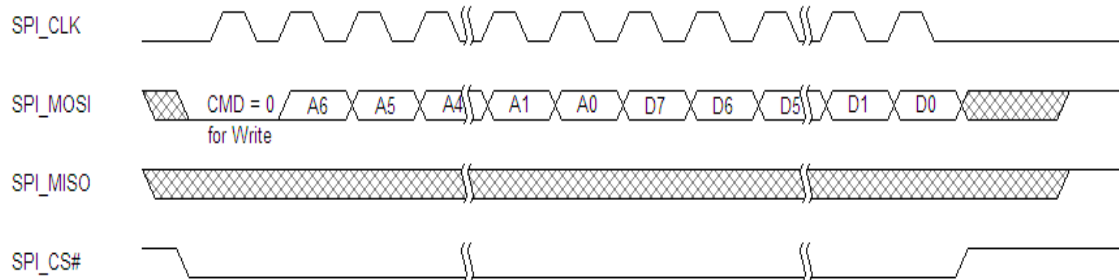 SPI_CLK
SPI_MOSI
CMD = 0 A6 A5 A4 A1 A0 D7 D6 D5 D1 D0
for Write
SPI_MISO
SPI_CS#